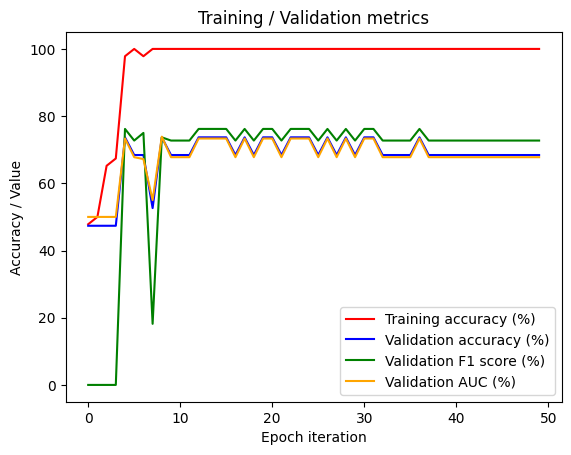 Training / Validation metrics
Accuracy / Value
100
80
60
40
20
0
Training accuracy (%)
Validation accuracy (%)
Validation F1 score (%)
Validation AUC (%)
0 10 20 30 40 50
Epoch iteration